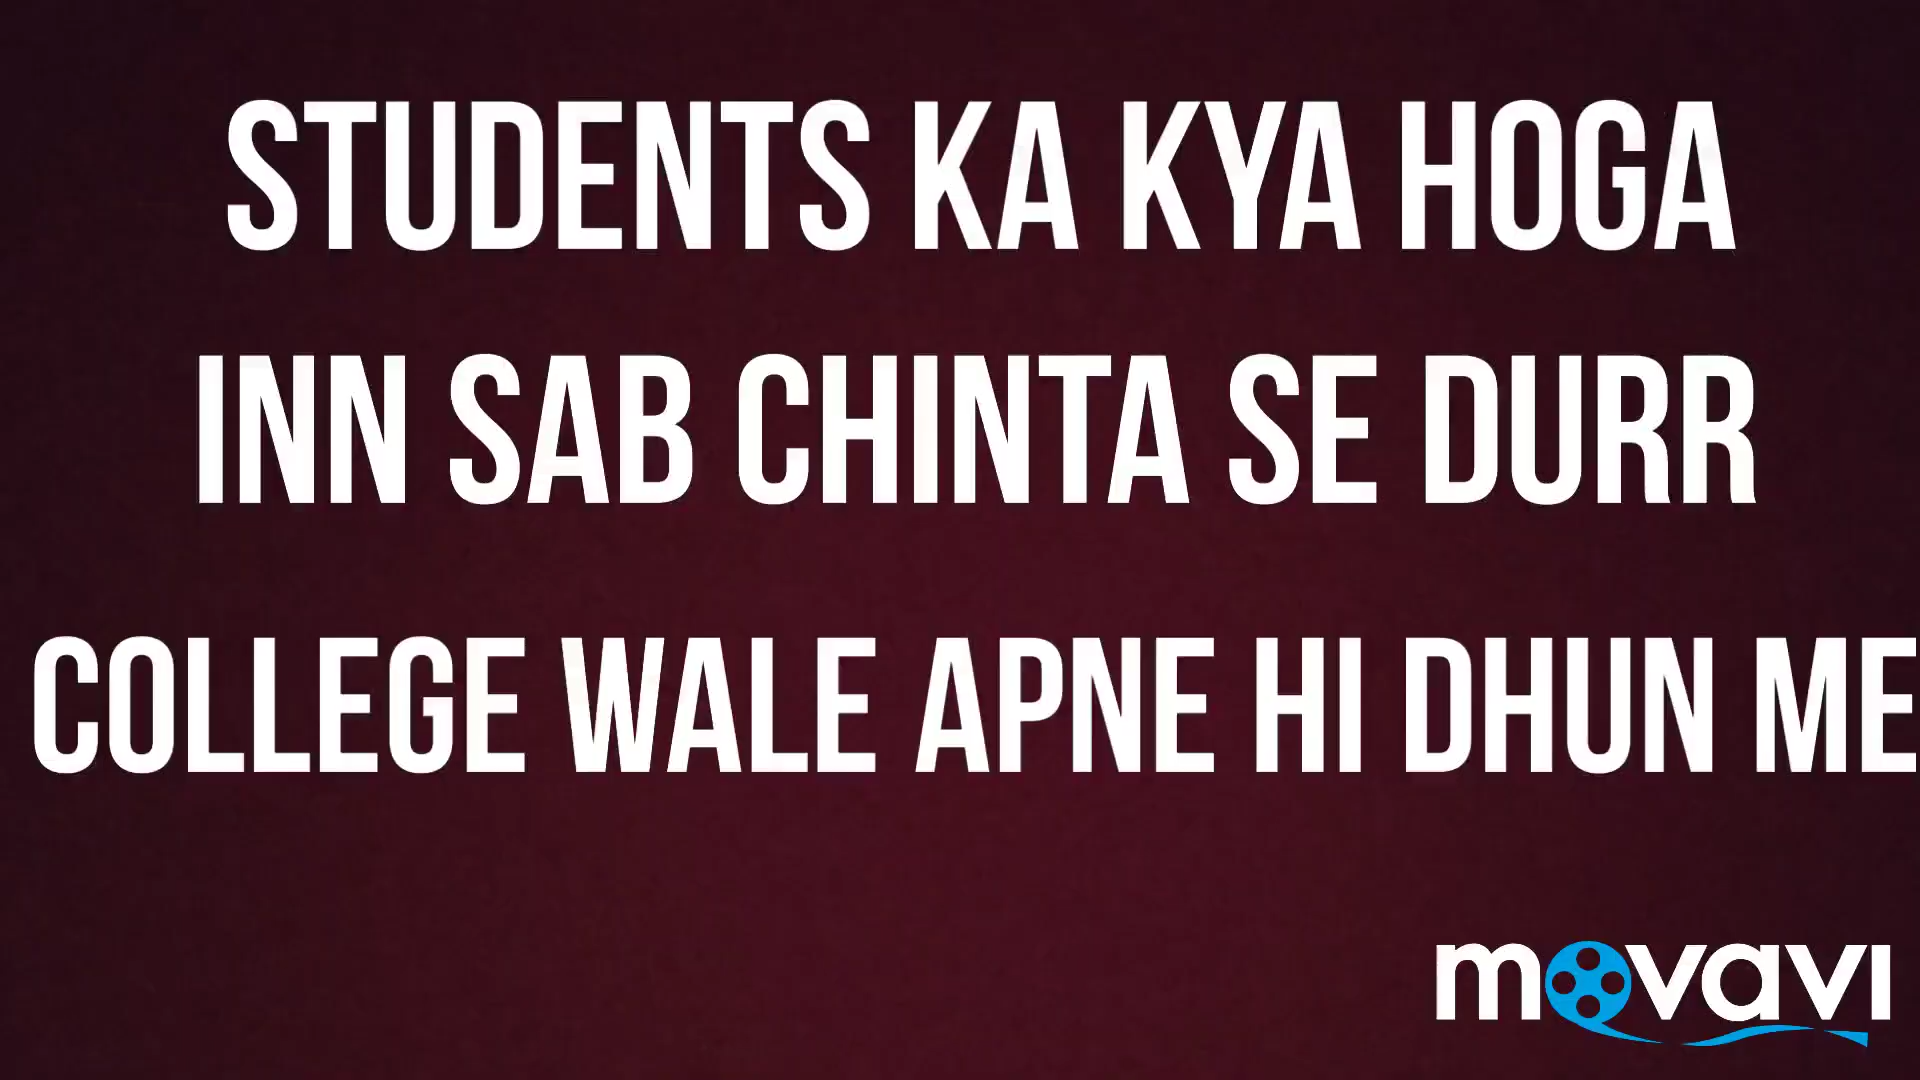 STUDENTS KA KYA HOGA
INN SAB CHINTA SE DURR
COLLEGE WALE APNE HI DHUN ME
movavi